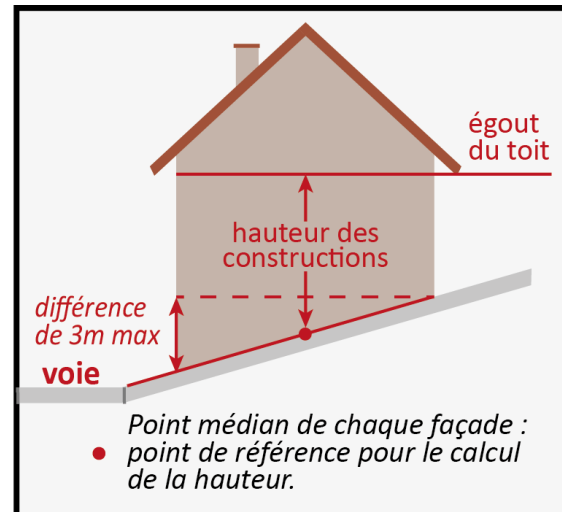 égout
du toit
hauteur des
constructions
différence
de 3m max
voie
Point médian de chaque façade :
point de référence pour le calcul
de la hauteur.